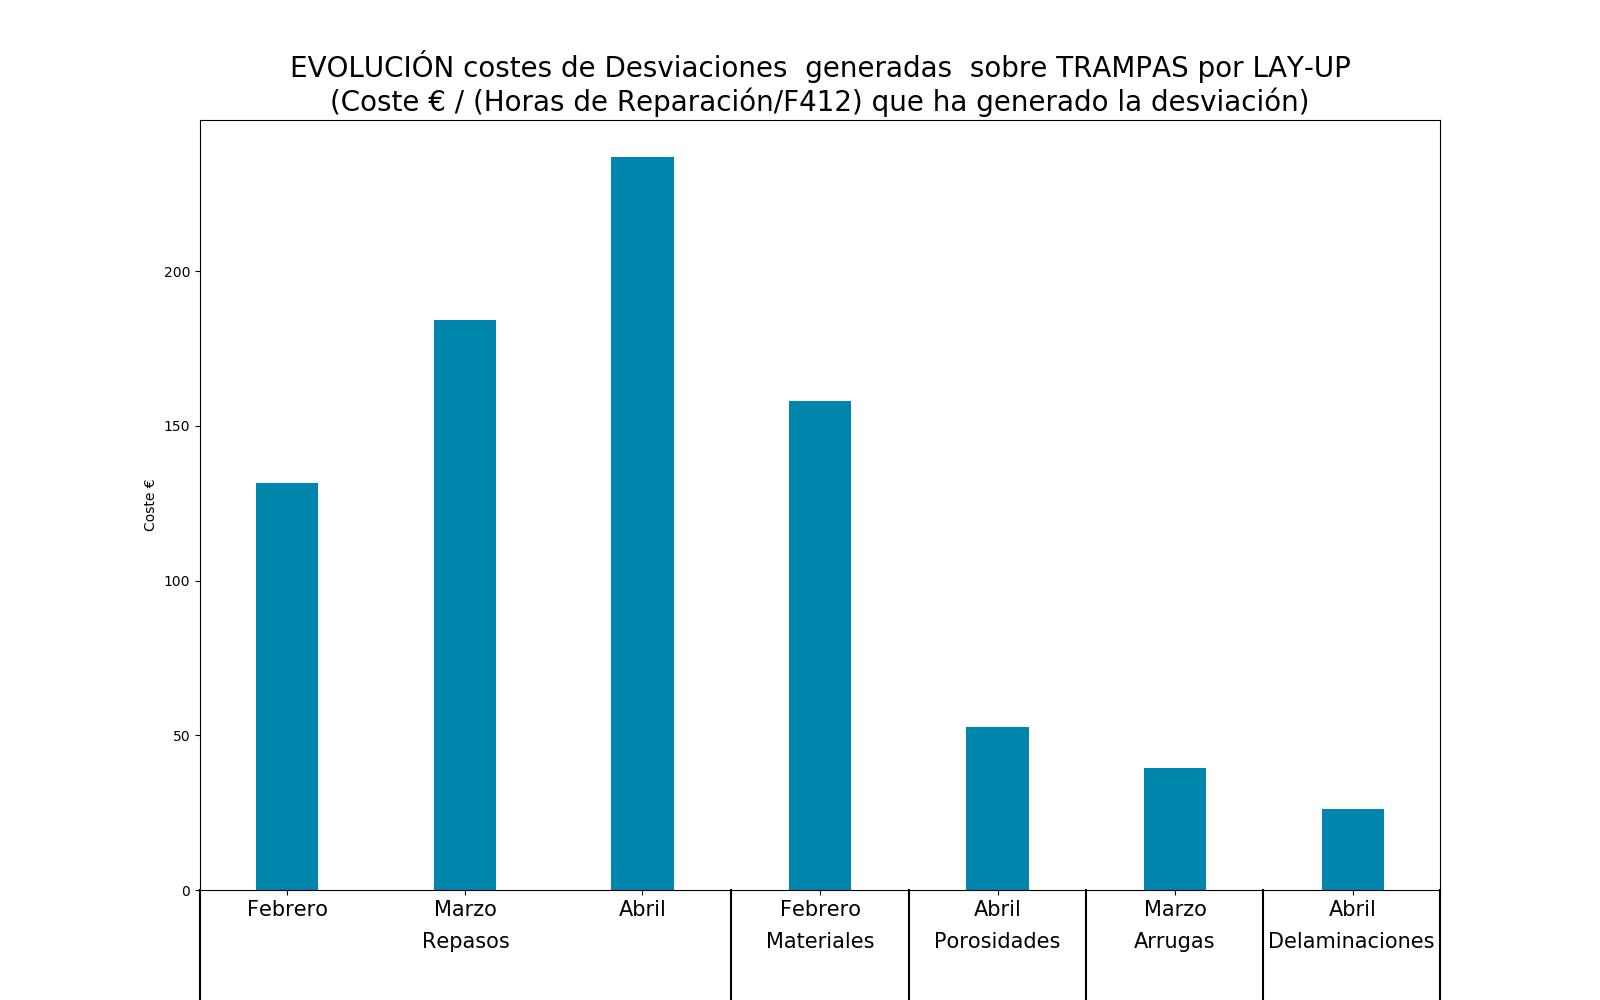 EVOLUCIÓN costes de Desviaciones  generadas  sobre TRAMPAS por LAY-UP
(Coste € / (Horas de Reparación/F412) que ha generado la desviación)
200
150
100
50
0
Coste €
Febrero Marzo Abril Febrero Abril Marzo Abril
Repasos Materiales Porosidades Arrugas Delaminaciones